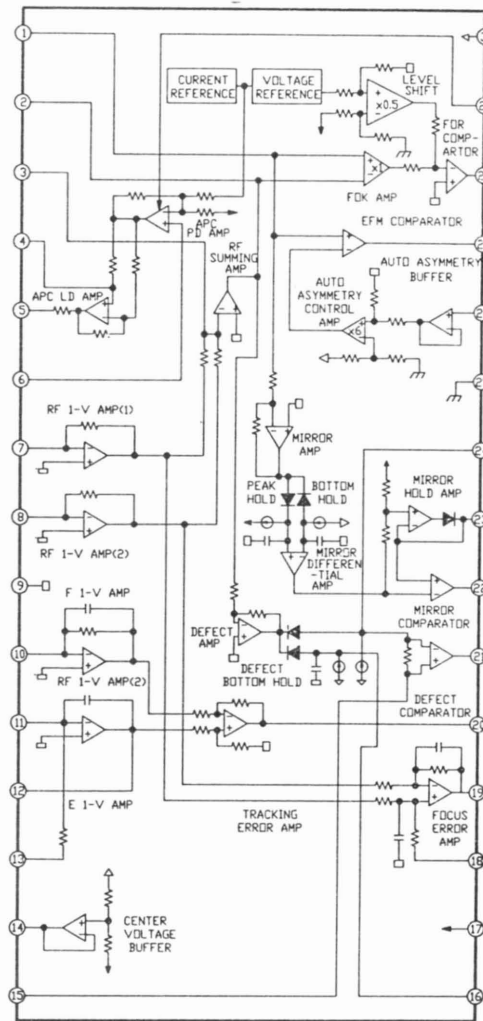 1
2
3
4
5
6
7
8
9
10
11
12
13
14
15
CURRENT
REFERENCE
VOLTAGE
REFERENCE
LEVEL
SHIFT
x0.5
FOR
COMP-
ARTOR
FOK AMP
APC
PD AMP
RF
SUMMING
AMP
EFM COMPARATOR
AUTO ASYMMETRY
BUFFER
AUTO
ASYMMETRY
CONTROL
AMP
x6
APC LD AMP
RF 1-V AMP(1)
MIRROR
AMP
PEAK
HOLD
BOTTOM
HOLD
MIRROR
HOLD AMP
RF 1-V AMP(2)
MIRROR
DIFFEREN
-TIAL
AMP
F 1-V AMP
MIRROR
COMPARATOR
DEFECT
AMP
RF 1-V AMP(2)
DEFECT
BOTTOM HOLD
DEFECT
COMPARATOR
E 1-V AMP
TRACKING
ERROR AMP
FOCUS
ERROR
AMP
CENTER
VOLTAGE
BUFFER
21
20
19
18
17
16